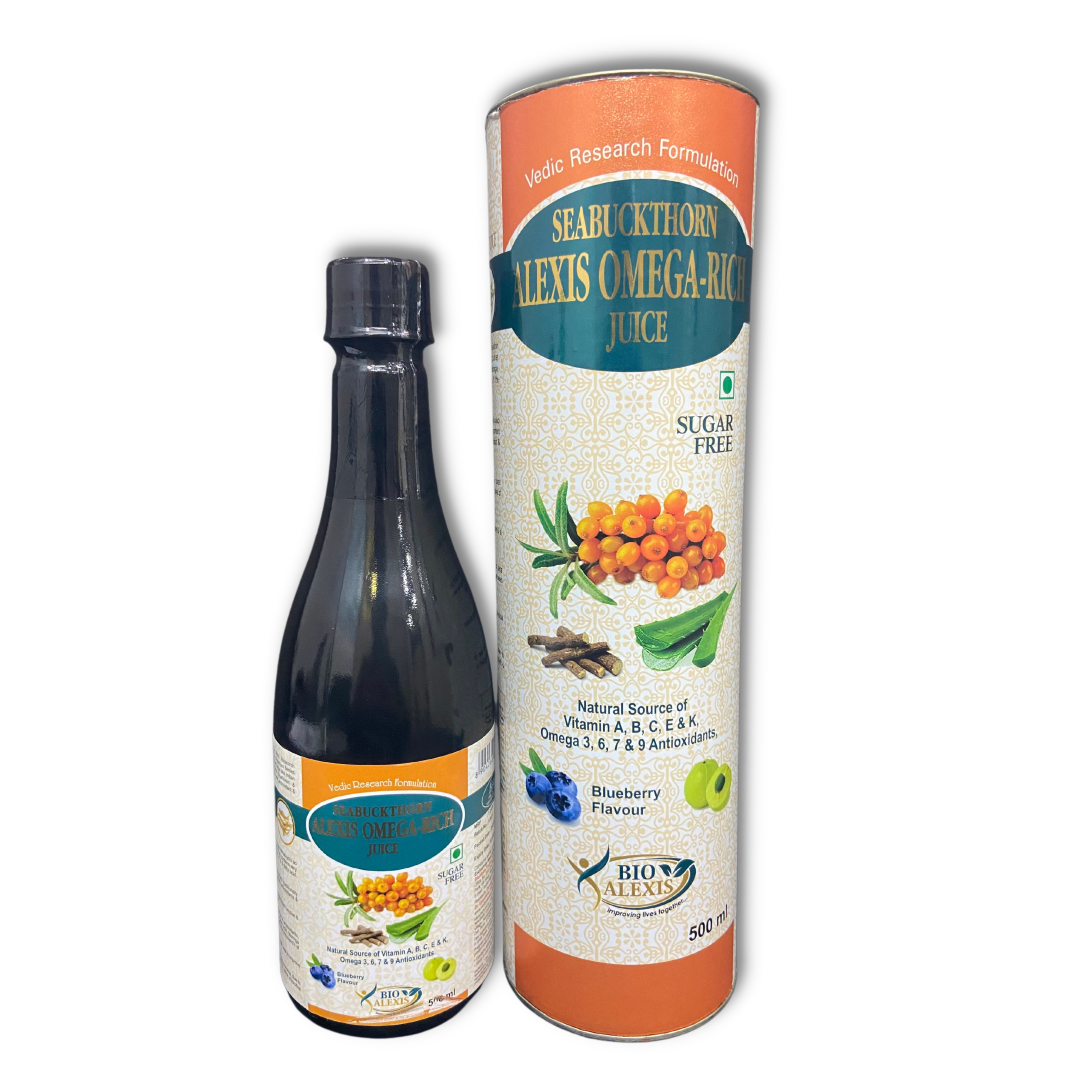 Vedic Research Formulation
SEABUCKTHORN
ALEXIS OMEGA-RICH
JUICE
SUGAR
FREE
Natural Source of
Vitamin A, B, C, E & K,
Omega 3, 6, 7 & 9 Antioxidants,
Blueberry
Flavour
BIO
ALEXIS
improving lives together...
500 ml
Vedic Research Formulation
SEABUCKTHORN
ALEXIS OMEGA-RICH
JUICE
SUGAR
FREE
Natural Source of Vitamin A, B, C, E & K,
Omega 3, 6, 7 & 9 Antioxidants,
Blueberry
Flavour
BIO
ALEXIS
500 ml